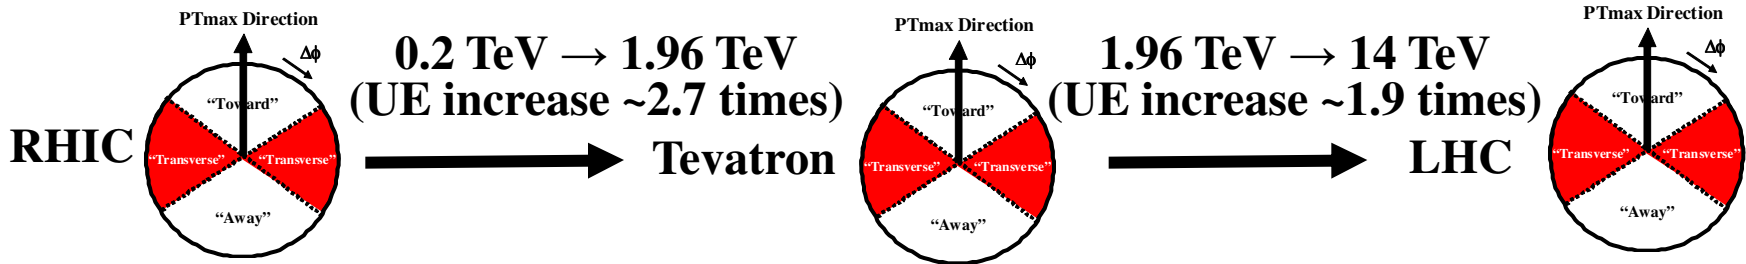 PTmax Direction
Δϕ
“Toward”
“Transverse” “Transverse”
“Away”
RHIC
0.2 TeV → 1.96 TeV
(UE increase ~2.7 times)
Tevatron
PTmax Direction
Δϕ
“Toward”
“Transverse” “Transverse”
“Away”
1.96 TeV → 14 TeV
(UE increase ~1.9 times)
LHC
PTmax Direction
Δϕ
“Toward”
“Transverse” “Transverse”
“Away”